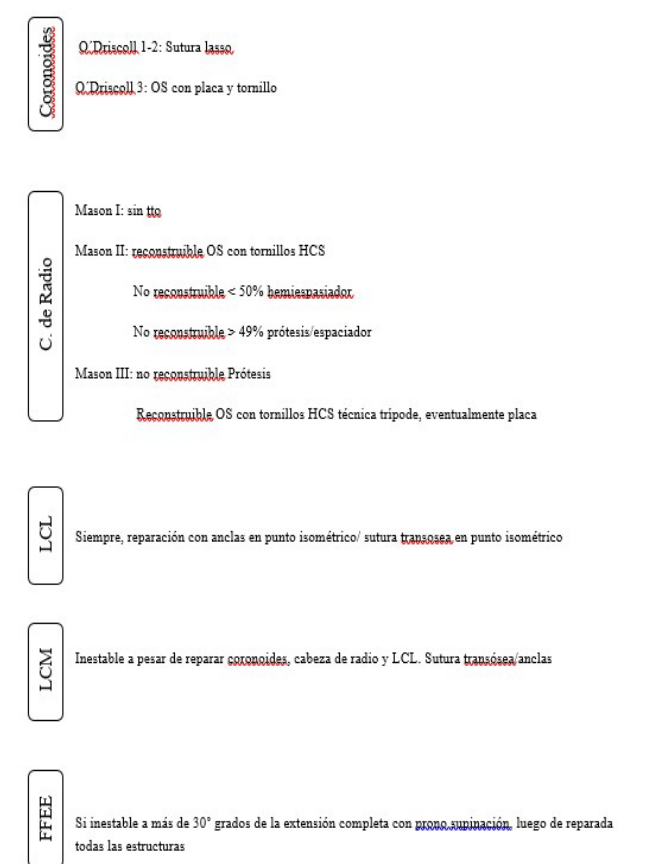 Coronoides
O´Driscoll 1-2: Sutura lasso
O´Driscoll 3: OS con placa y tornillo
C. de Radio
Mason I: sin tto
Mason II: reconstruible OS con tornillos HCS
No reconstruible < 50% hemiespasiador
No reconstruible > 49% prótesis/espaciador
Mason III: no reconstruible Prótesis
Reconstruible OS con tornillos HCS técnica trípode, eventualmente placa
LCL
Siempre, reparación con anclas en punto isométrico/ sutura transosea en punto isométrico
LCM
Inestable a pesar de reparar coronoides, cabeza de radio y LCL. Sutura transósea/anclas
FFEE
Si inestable a más de 30° grados de la extensión completa con prono supinación, luego de reparada
todas las estructuras